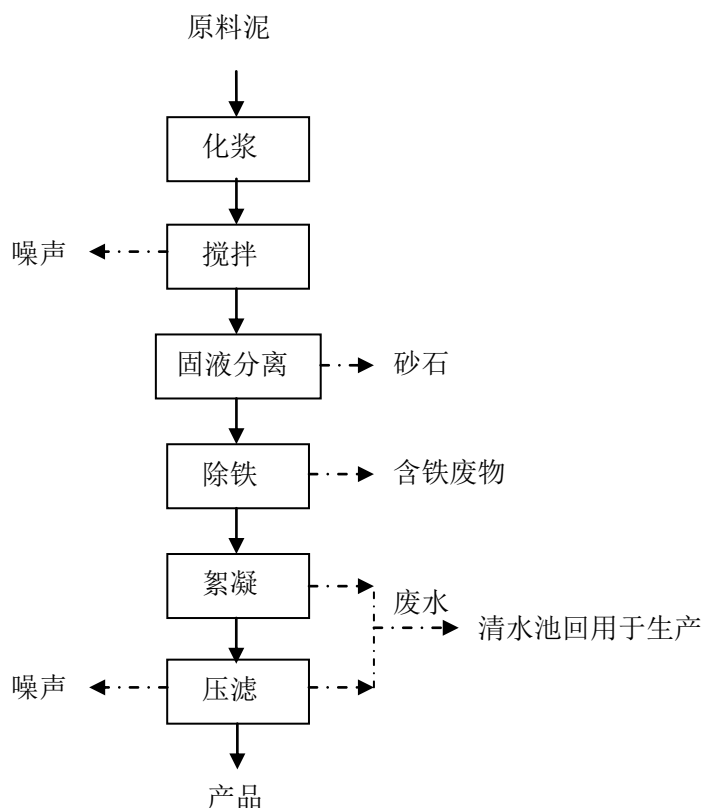 原料泥
化浆
噪声
搅拌
固液分离
砂石
除铁
含铁废物
絮凝
废水
清水池回用于生产
噪声
压滤
产品